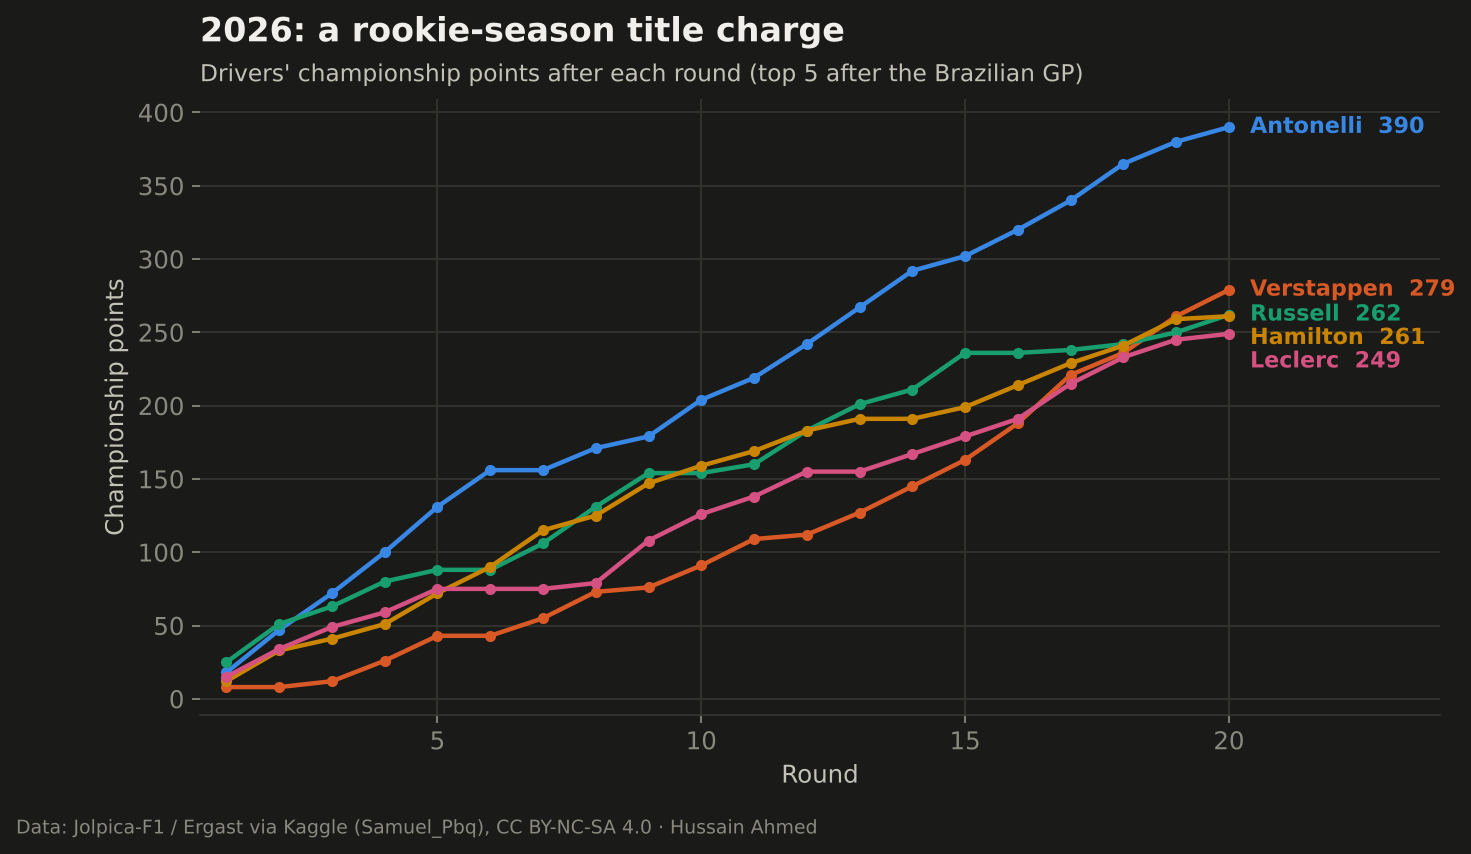 2026: a rookie-season title charge
Drivers' championship points after each round (top 5 after the Brazilian GP)
400
350
300
250
200
150
100
50
0
Championship points
Antonelli 390
Verstappen 279
Russell 262
Hamilton 261
Leclerc 249
5 10 15 20
Round
Data: Jolpica-F1 / Ergast via Kaggle (Samuel_Pbq), CC BY-NC-SA 4.0 · Hussain Ahmed